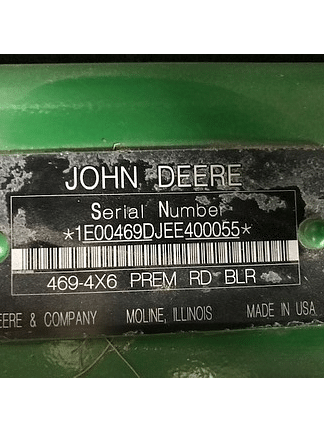 JOHN DEERE
Serial Number
*1E00469DJEE400055*
469-4X6 PREM RD BLR
EERE & COMPANY MOLINE, ILLINOIS MADE IN USA